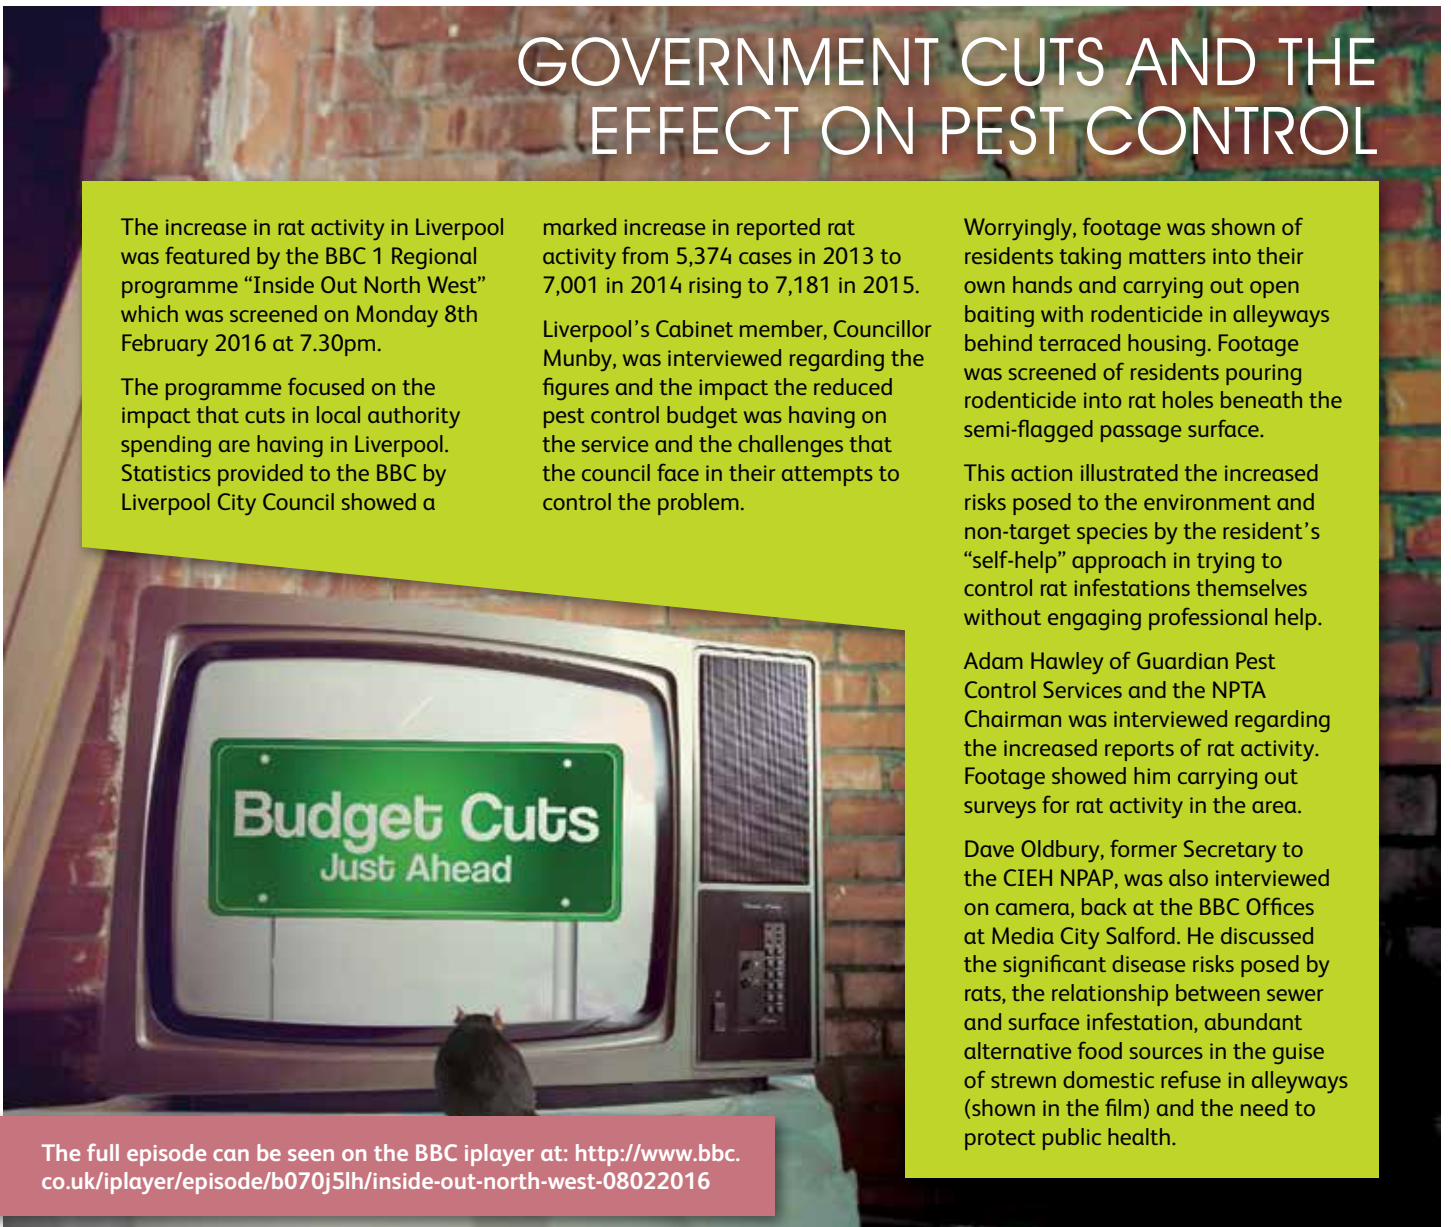 GOVERNMENT CUTS AND THE
EFFECT ON PEST CONTROL
The increase in rat activity in Liverpool
was featured by the BBC 1 Regional
programme “Inside Out North West”
which was screened on Monday 8th
February 2016 at 7.30pm.
The programme focused on the
impact that cuts in local authority
spending are having in Liverpool.
Statistics provided to the BBC by
Liverpool City Council showed a
marked increase in reported rat
activity from 5,374 cases in 2013 to
7,001 in 2014 rising to 7,181 in 2015.
Liverpool’s Cabinet member, Councillor
Munby, was interviewed regarding the
figures and the impact the reduced
pest control budget was having on
the service and the challenges that
the council face in their attempts to
control the problem.
Worryingly, footage was shown of
residents taking matters into their
own hands and carrying out open
baiting with rodenticide in alleyways
behind terraced housing. Footage
was screened of residents pouring
rodenticide into rat holes beneath the
semi-flagged passage surface.
This action illustrated the increased
risks posed to the environment and
non-target species by the resident’s
“self-help” approach in trying to
control rat infestations themselves
without engaging professional help.
Adam Hawley of Guardian Pest
Control Services and the NPTA
Chairman was interviewed regarding
the increased reports of rat activity.
Footage showed him carrying out
surveys for rat activity in the area.
Dave Oldbury, former Secretary to
the CIEH NPAP, was also interviewed
on camera, back at the BBC Offices
at Media City Salford. He discussed
the significant disease risks posed by
rats, the relationship between sewer
and surface infestation, abundant
alternative food sources in the guise
of strewn domestic refuse in alleyways
(shown in the film) and the need to
protect public health.
Budget Cuts
Just Ahead
The full episode can be seen on the BBC iplayer at: http://www.bbc.
co.uk/iplayer/episode/b070j5lh/inside-out-north-west-08022016